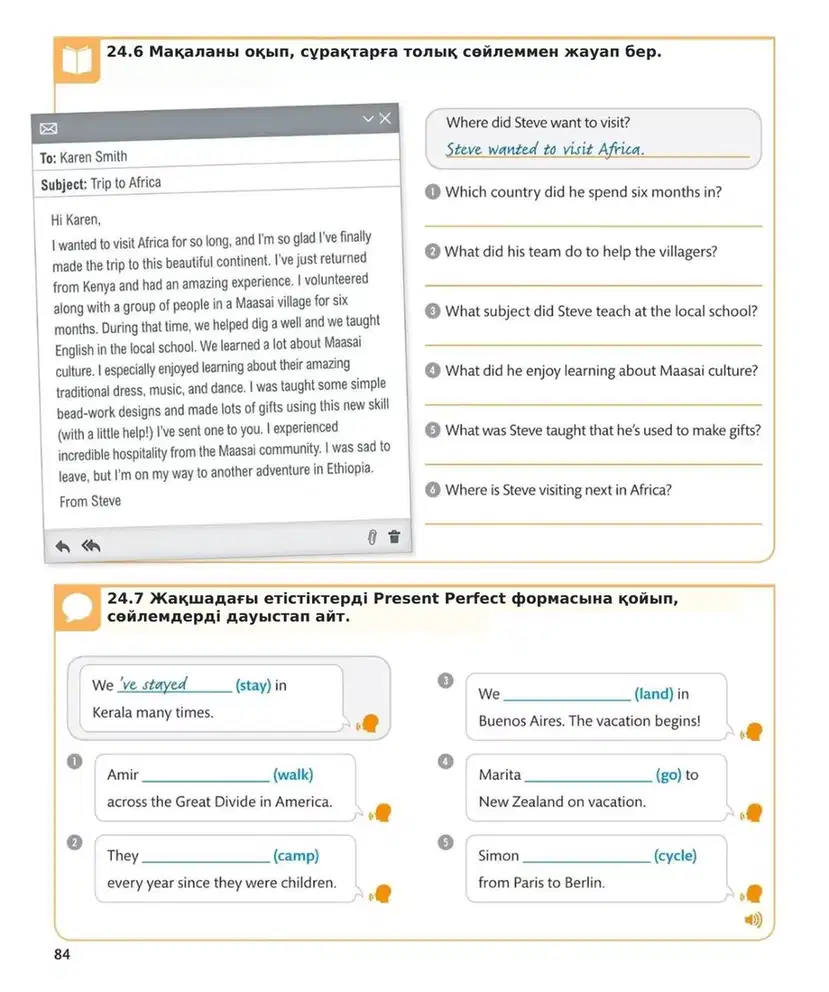 24.6 Мақаланы оқып, сұрақтарға толық сөйлеммен жауап бер.
To: Karen Smith
Subject: Trip to Africa
Hi Karen,
I wanted to visit Africa for so long, and I'm so glad I've finally
made the trip to this beautiful continent. I've just returned
from Kenya and had an amazing experience. I volunteered
along with a group of people in a Maasai village for six
months. During that time, we helped dig a well and we taught
English in the local school. We learned a lot about Maasai
culture. I especially enjoyed learning about their amazing
traditional dress, music, and dance. I was taught some simple
bead-work designs and made lots of gifts using this new skill
(with a little help!) I've sent one to you. I experienced
incredible hospitality from the Maasai community. I was sad to
leave, but I'm on my way to another adventure in Ethiopia.
From Steve
Where did Steve want to visit?
Steve wanted to visit Africa.
1 Which country did he spend six months in?
2 What did his team do to help the villagers?
3 What subject did Steve teach at the local school?
4 What did he enjoy learning about Maasai culture?
5 What was Steve taught that he's used to make gifts?
6 Where is Steve visiting next in Africa?
24.7 Жақшадағы етістіктерді Present Perfect формасына қойып,
сөйлемдерді дауыстап айт.
We 've stayed (stay) in
Kerala many times.
1 Amir (walk)
across the Great Divide in America.
2 They (camp)
every year since they were children.
3 We (land) in
Buenos Aires. The vacation begins!
4 Marita (go) to
New Zealand on vacation.
5 Simon (cycle)
from Paris to Berlin.
84